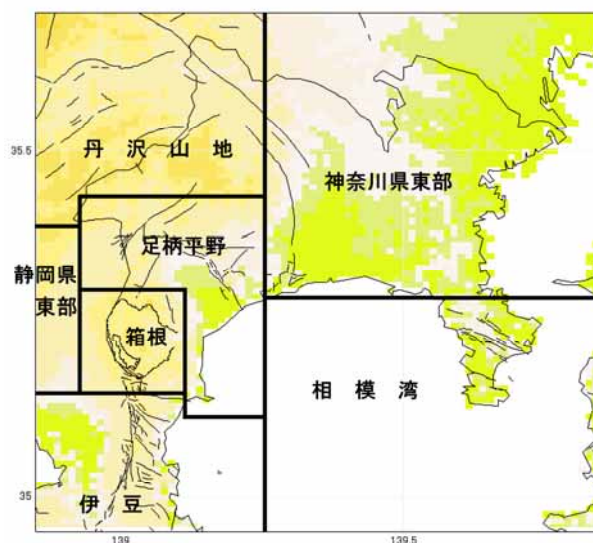 丹沢山地
35.5
神奈川県東部
足柄平野
静岡県
東部
箱根
相模湾
伊豆
35
139
139.5